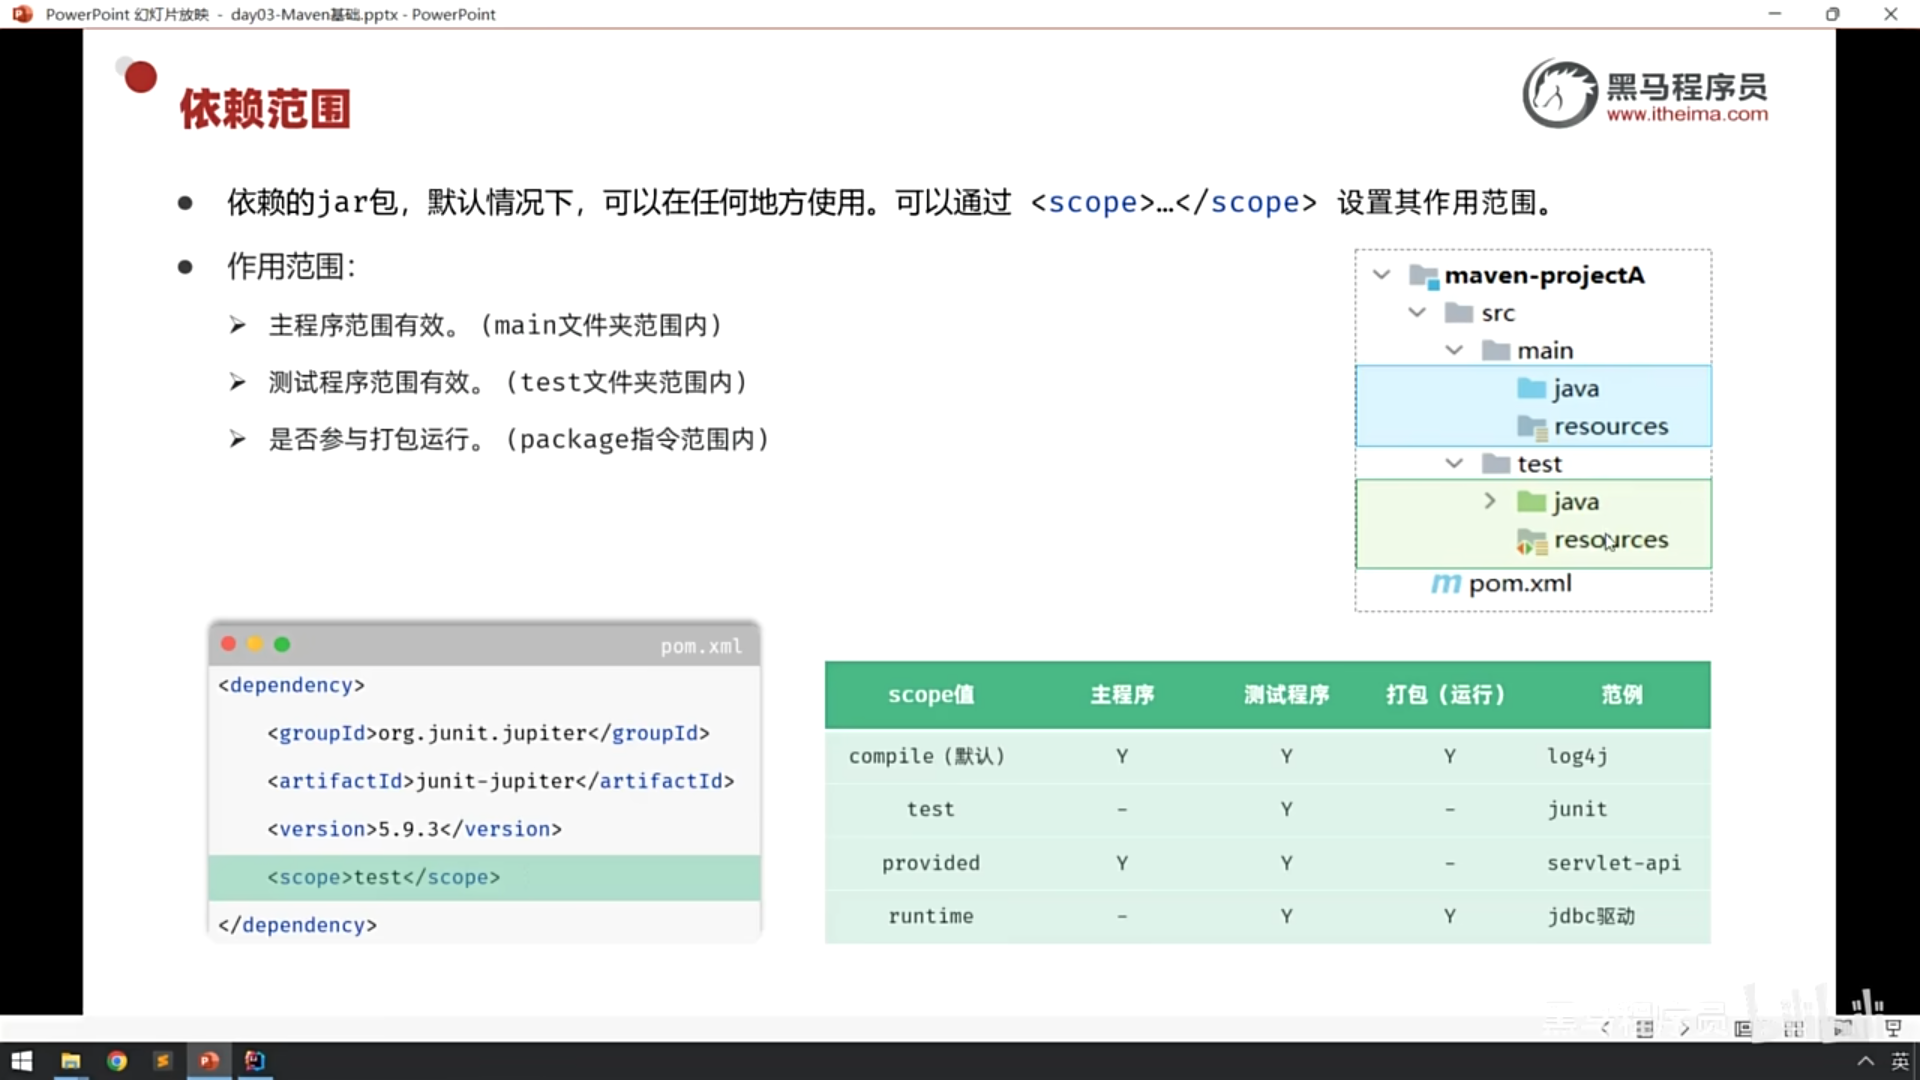 PowerPoint 幻灯片放映 - day03-Maven基础.pptx - PowerPoint
依赖范围
黑马程序员
www.itheima.com
依赖的jar包，默认情况下，可以在任何地方使用。可以通过 <scope>…</scope> 设置其作用范围。
作用范围：
主程序范围有效。（main文件夹范围内）
测试程序范围有效。（test文件夹范围内）
是否参与打包运行。（package指令范围内）
maven-projectA
src
main
java
resources
test
java
resources
pom.xml
pom.xml
<dependency>
<groupId>org.junit.jupiter</groupId>
<artifactId>junit-jupiter</artifactId>
<version>5.9.3</version>
<scope>test</scope>
</dependency>
scope值 主程序 测试程序 打包（运行） 范例
compile（默认） Y Y Y log4j
test - Y - junit
provided Y Y - servlet-api
runtime - Y Y jdbc驱动
黑马程序员 bilibili
英